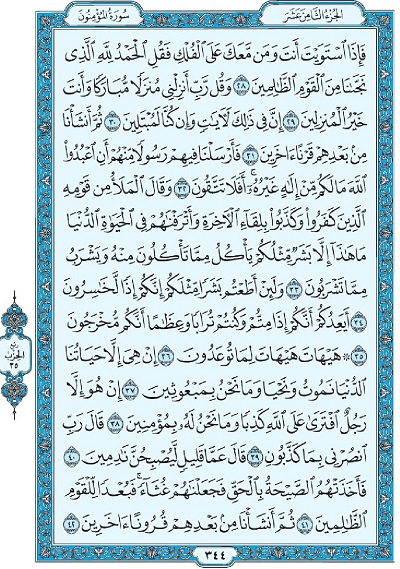 الجزء الثامن عشر
سورة المؤمنون
فَإِذَا ٱسْتَوَيْتَ أَنتَ وَمَن مَّعَكَ عَلَى ٱلْفُلْكِ فَقُلِ ٱلْحَمْدُ لِلَّهِ ٱلَّذِى
نَجَّىٰنَا مِنَ ٱلْقَوْمِ ٱلظَّٰلِمِينَ ٢٨ وَقُل رَّبِّ أَنزِلْنِى مُنزَلًا مُّبَارَكًا وَأَنتَ
خَيْرُ ٱلْمُنزِلِينَ ٢٩ إِنَّ فِى ذَٰلِكَ لَءَايَٰتٍ وَإِن كُنَّا لَمُبْتَلِينَ ٣٠ ثُمَّ أَنشَأْنَا
مِنۢ بَعْدِهِمْ قَرْنًا ءَاخَرِينَ ٣١ فَأَرْسَلْنَا فِيهِمْ رَسُولًا مِّنْهُمْ أَنِ ٱعْبُدُوا۟
ٱللَّهَ مَا لَكُم مِّنْ إِلَٰهٍ غَيْرُهُۥٓ أَفَلَا تَتَّقُونَ ٣٢ وَقَالَ ٱلْمَلَأُ مِن قَوْمِهِ
ٱلَّذِينَ كَفَرُوا۟ وَكَذَّبُوا۟ بِلِقَآءِ ٱلْءَاخِرَةِ وَأَتْرَفْنَٰهُمْ فِى ٱلْحَيَوٰةِ ٱلدُّنْيَا
مَا هَٰذَآ إِلَّا بَشَرٌ مِّثْلُكُمْ يَأْكُلُ مِمَّا تَأْكُلُونَ مِنْهُ وَيَشْرَبُ
مِمَّا تَشْرَبُونَ ٣٣ وَلَئِنْ أَطَعْتُم بَشَرًا مِّثْلَكُمْ إِنَّكُمْ إِذًا لَّخَٰسِرُونَ
٣٤ أَيَعِدُكُمْ أَنَّكُمْ إِذَا مِتُّمْ وَكُنتُمْ تُرَابًا وَعِظَٰمًا أَنَّكُم مُّخْرَجُونَ
٣٥ ۞ هَيْهَاتَ هَيْهَاتَ لِمَا تُوعَدُونَ ٣٦ إِنْ هِىَ إِلَّا حَيَاتُنَا
ٱلدُّنْيَا نَمُوتُ وَنَحْيَا وَمَا نَحْنُ بِمَبْعُوثِينَ ٣٧ إِنْ هُوَ إِلَّا
رَجُلٌ ٱفْتَرَىٰ عَلَى ٱللَّهِ كَذِبًا وَمَا نَحْنُ لَهُۥ بِمُؤْمِنِينَ ٣٨ قَالَ رَبِّ
ٱنصُرْنِى بِمَا كَذَّبُونِ ٣٩ قَالَ عَمَّا قَلِيلٍ لَّيُصْبِحُنَّ نَٰدِمِينَ ٤٠
فَأَخَذَتْهُمُ ٱلصَّيْحَةُ بِٱلْحَقِّ فَجَعَلْنَٰهُمْ غُثَآءً فَبُعْدًا لِّلْقَوْمِ
ٱلظَّٰلِمِينَ ٤١ ثُمَّ أَنشَأْنَا مِنۢ بَعْدِهِمْ قُرُونًا ءَاخَرِينَ ٤٢
ربع
الحزب
٣٥
٣٤٤